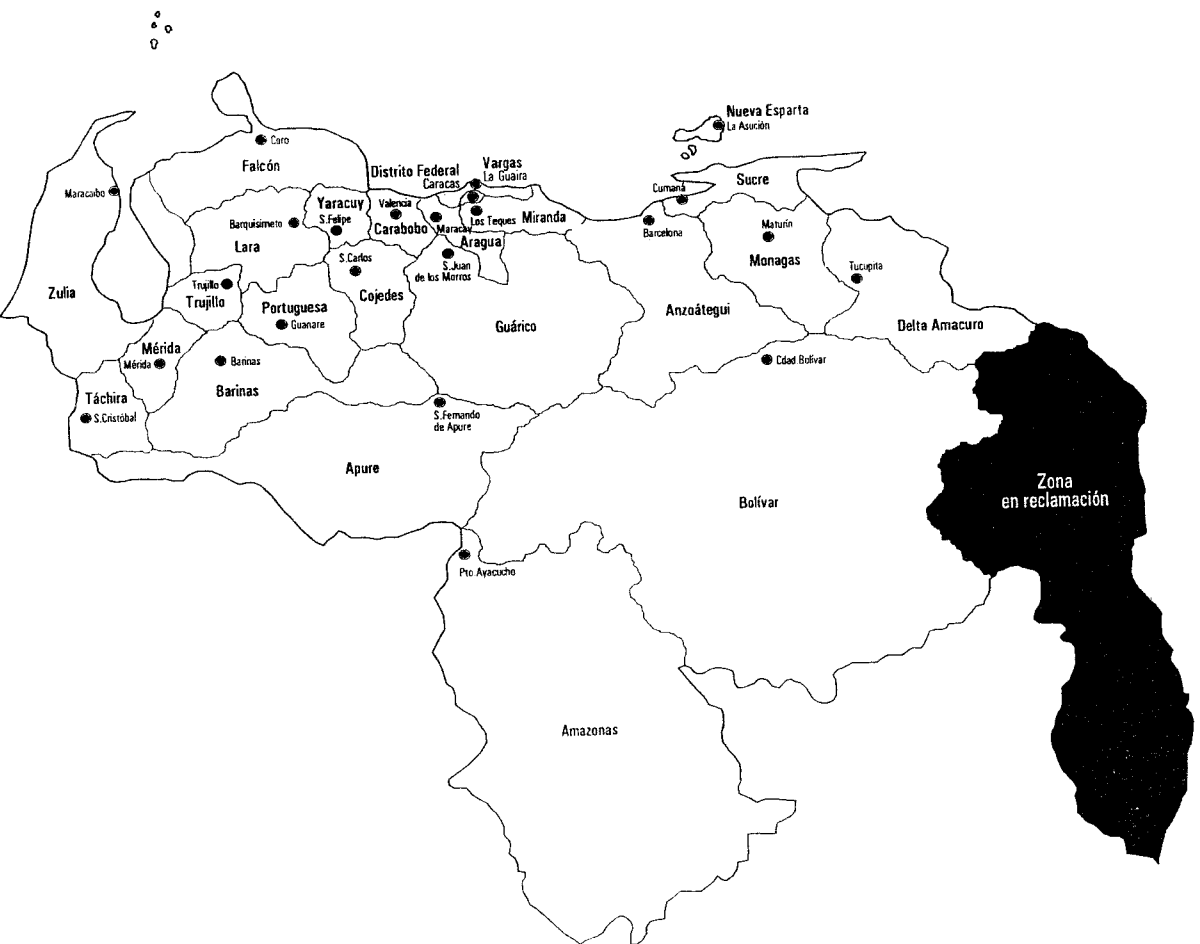 Nueva Esparta
La Asución
Coro
Falcón
Distrito Federal
Caracas
Vargas
La Guaira
Maracaibo
Cumaná
Sucre
Yaracuy
S.Felipe
Valencia
Carabobo
Maracay
Los Teques
Miranda
Barquisimeto
Lara
Barcelona
Maturín
Monagas
Aragua
S.Juan
de los Morros
S.Carlos
Cojedes
Tucupita
Zulia
Trujillo
Trujillo
Portuguesa
Guanare
Guárico
Anzoátegui
Delta Amacuro
Mérida
Mérida
Barinas
Barinas
Cdad.Bolívar
Táchira
S.Cristóbal
S.Fernando
de Apure
Apure
Bolívar
Zona
en reclamación
Pto.Ayacucho
Amazonas